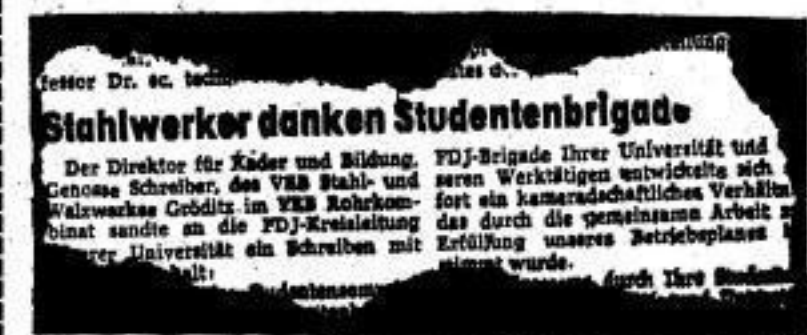 fessor Dr. sc. techn.
Stahlwerker danken Studentenbrigade
Der Direktor für Kader und Bildung,
Genosse Schreiber, des VEB Stahl- und
Walzwerkes Gröditz im VEB Rohrkom-
binat sandte an die FDJ-Kreisleitung
Universität ein Schreiben mit
FDJ-Brigade Ihrer Universität und
seren Werktätigen entwickelte sich
fort ein kameradschaftliches Verhältn
das durch die gemeinsame Arbeit
Erfüllung unseres Betriebsplanes
stimmt wurde.
durch Ihre